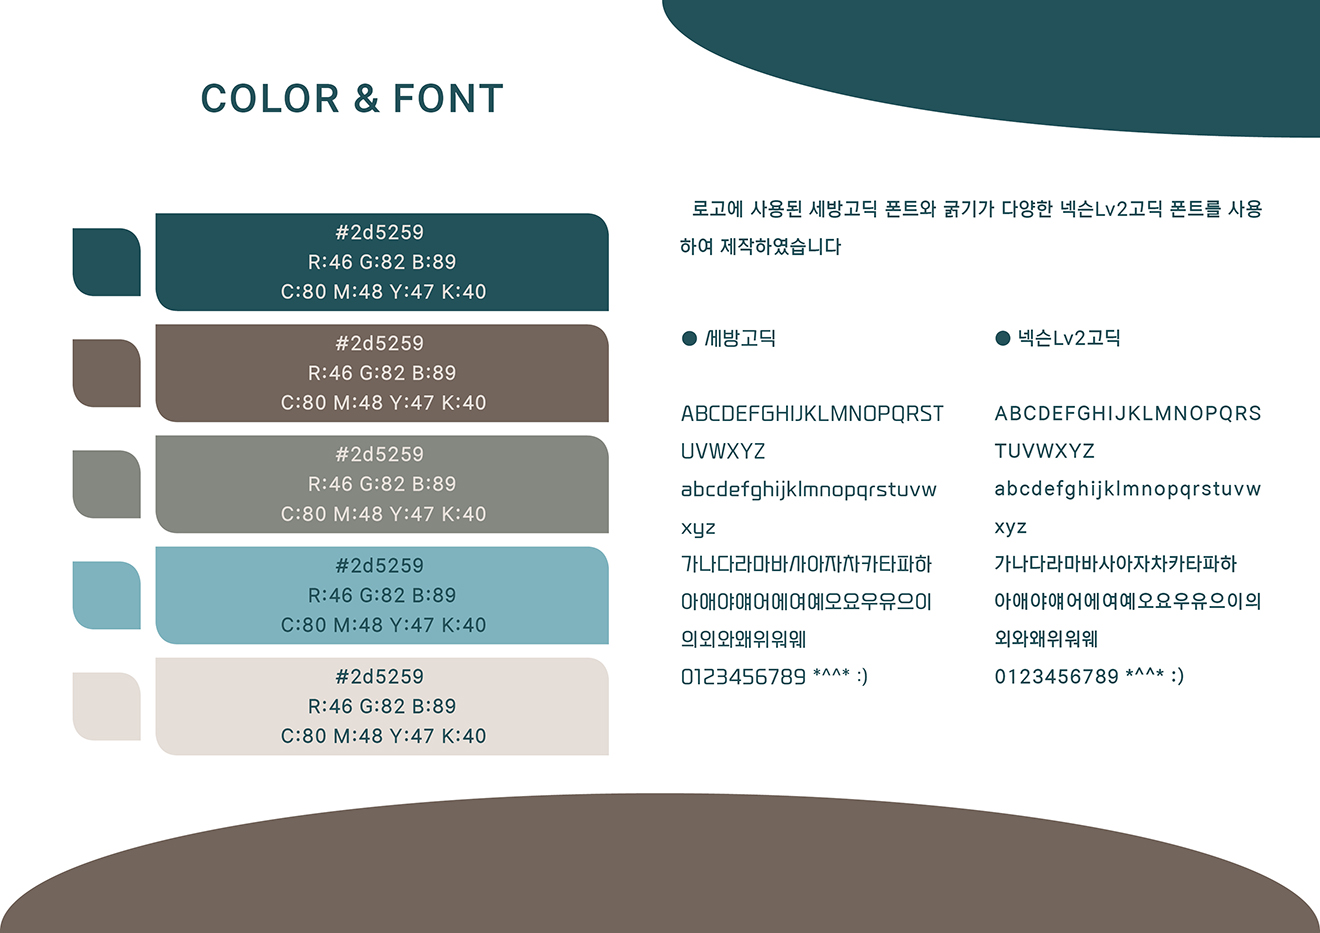 COLOR & FONT
#2d5259
R:46 G:82 B:89
C:80 M:48 Y:47 K:40
#2d5259
R:46 G:82 B:89
C:80 M:48 Y:47 K:40
#2d5259
R:46 G:82 B:89
C:80 M:48 Y:47 K:40
#2d5259
R:46 G:82 B:89
C:80 M:48 Y:47 K:40
#2d5259
R:46 G:82 B:89
C:80 M:48 Y:47 K:40
로고에 사용된 세방고딕 폰트와 굵기가 다양한 넥슨Lv2고딕 폰트를 사용
하여 제작하였습니다
● 세방고딕
ABCDEFGHIJKLMNOPQRST
UVWXYZ
abcdefghijklmnopqrstuvw
xyz
가나다라마바사아자차카타파하
아애야얘어에여예오요우유으이
의외와왜위워웨
0123456789 *^^* :)
● 넥슨Lv2고딕
ABCDEFGHIJKLMNOPQRS
TUVWXYZ
abcdefghijklmnopqrstuvw
xyz
가나다라마바사아자차카타파하
아애야얘어에여예오요우유으이의
외와왜위워웨
0123456789 *^^* :)